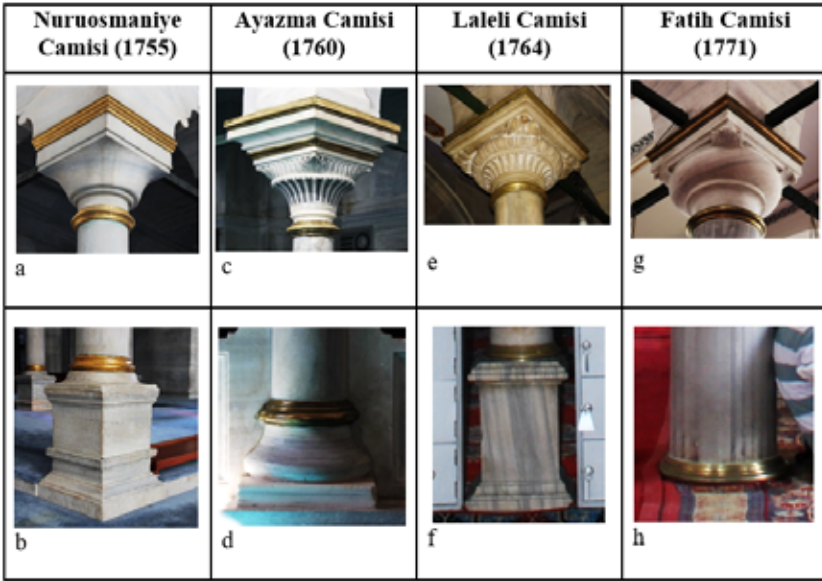 Nuruosmaniye
Camisi (1755)
Ayazma Camisi
(1760)
Laleli Camisi
(1764)
Fatih Camisi
(1771)
a
c
e
g
b
d
f
h